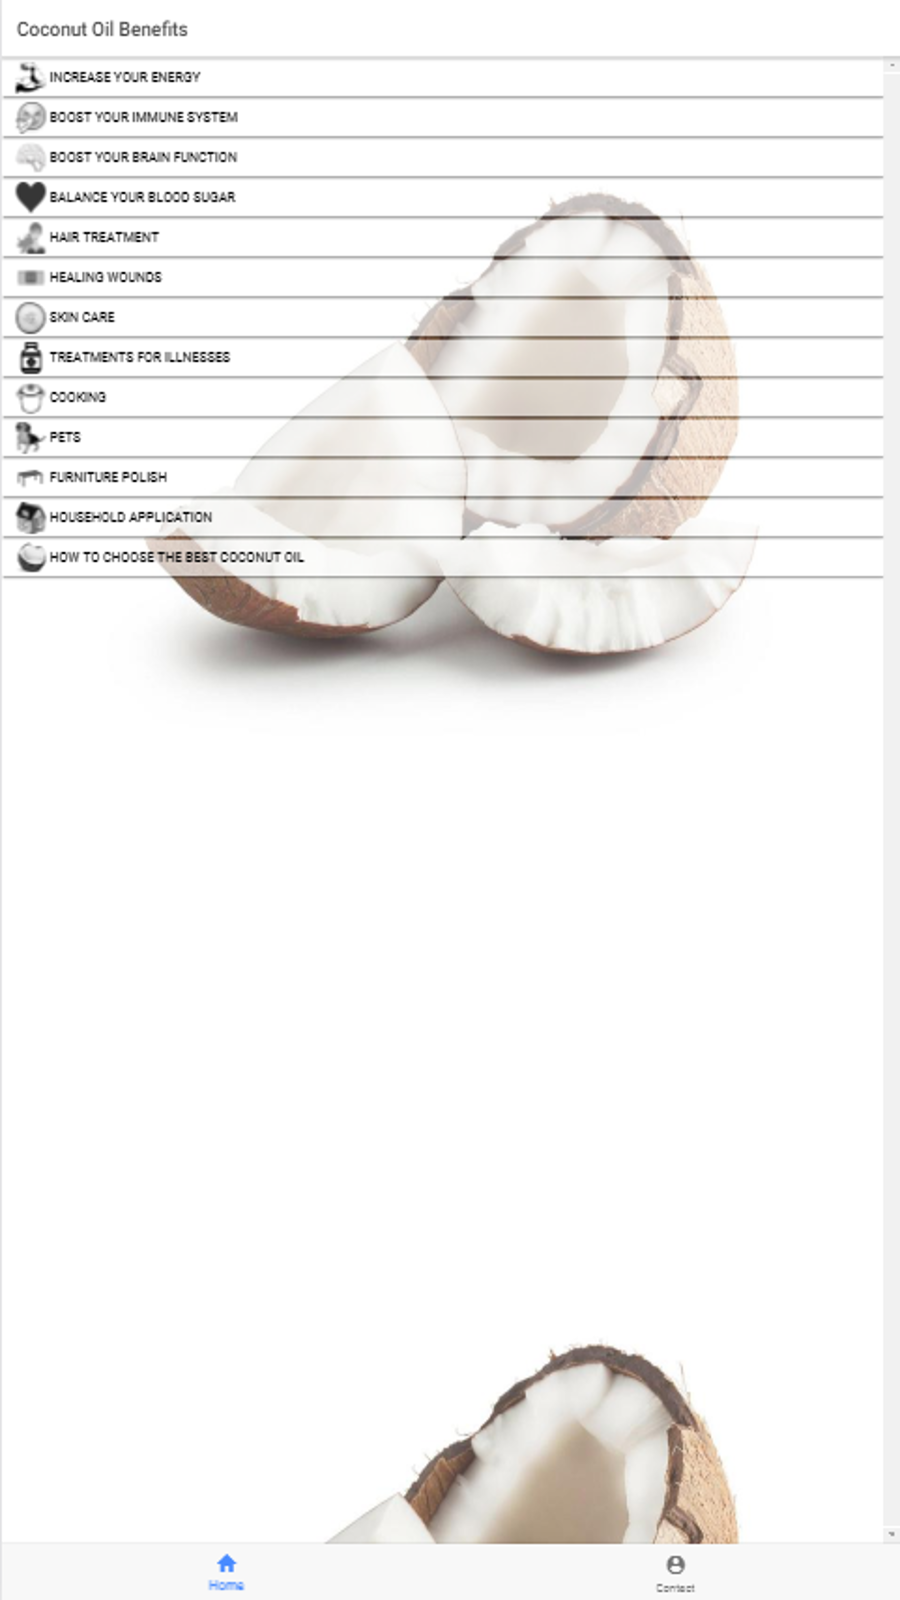 Coconut Oil Benefits
INCREASE YOUR ENERGY
BOOST YOUR IMMUNE SYSTEM
BOOST YOUR BRAIN FUNCTION
BALANCE YOUR BLOOD SUGAR
HAIR TREATMENT
HEALING WOUNDS
SKIN CARE
TREATMENTS FOR ILLNESSES
COOKING
PETS
FURNITURE POLISH
HOUSEHOLD APPLICATION
HOW TO CHOOSE THE BEST COCONUT OIL
Home
Contact